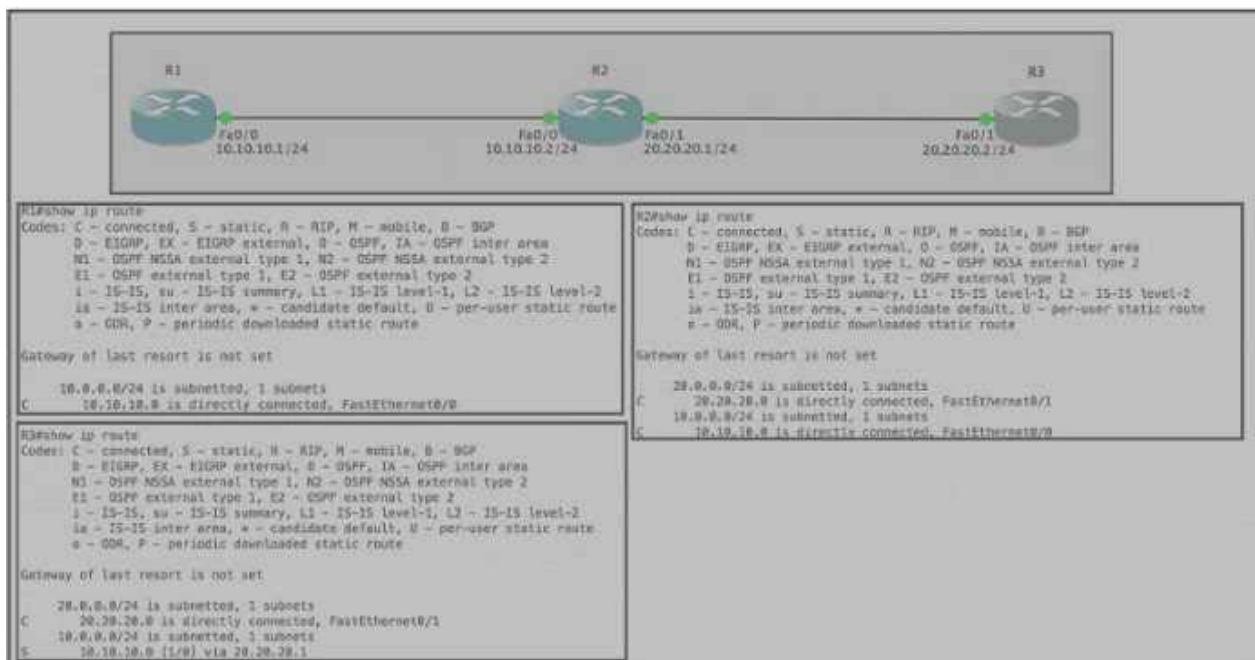 R1
R2
R3
Fa0/0
10.10.10.1/24
Fa0/0
10.10.10.2/24
Fa0/1
20.20.20.1/24
Fa0/1
20.20.20.2/24
R1#show ip route
Codes: C - connected, S - static, R - RIP, M - mobile, B - BGP
D - EIGRP, EX - EIGRP external, O - OSPF, IA - OSPF inter area
N1 - OSPF NSSA external type 1, N2 - OSPF NSSA external type 2
E1 - OSPF external type 1, E2 - OSPF external type 2
i - IS-IS, su - IS-IS summary, L1 - IS-IS level-1, L2 - IS-IS level-2
ia - IS-IS inter area, * - candidate default, U - per-user static route
o - ODR, P - periodic downloaded static route
Gateway of last resort is not set
10.0.0.0/24 is subnetted, 1 subnets
C 10.10.10.0 is directly connected, FastEthernet0/0
R2#show ip route
Codes: C - connected, S - static, R - RIP, M - mobile, B - BGP
D - EIGRP, EX - EIGRP external, O - OSPF, IA - OSPF inter area
N1 - OSPF NSSA external type 1, N2 - OSPF NSSA external type 2
E1 - OSPF external type 1, E2 - OSPF external type 2
i - IS-IS, su - IS-IS summary, L1 - IS-IS level-1, L2 - IS-IS level-2
ia - IS-IS inter area, * - candidate default, U - per-user static route
o - ODR, P - periodic downloaded static route
Gateway of last resort is not set
20.0.0.0/24 is subnetted, 1 subnets
C 20.20.20.0 is directly connected, FastEthernet0/1
10.0.0.0/24 is subnetted, 1 subnets
C 10.10.10.0 is directly connected, FastEthernet0/0
R3#show ip route
Codes: C - connected, S - static, R - RIP, M - mobile, B - BGP
D - EIGRP, EX - EIGRP external, O - OSPF, IA - OSPF inter area
N1 - OSPF NSSA external type 1, N2 - OSPF NSSA external type 2
E1 - OSPF external type 1, E2 - OSPF external type 2
i - IS-IS, su - IS-IS summary, L1 - IS-IS level-1, L2 - IS-IS level-2
ia - IS-IS inter area, * - candidate default, U - per-user static route
o - ODR, P - periodic downloaded static route
Gateway of last resort is not set
20.0.0.0/24 is subnetted, 1 subnets
C 20.20.20.0 is directly connected, FastEthernet0/1
10.0.0.0/24 is subnetted, 1 subnets
S 10.10.10.0 [1/0] via 20.20.20.1